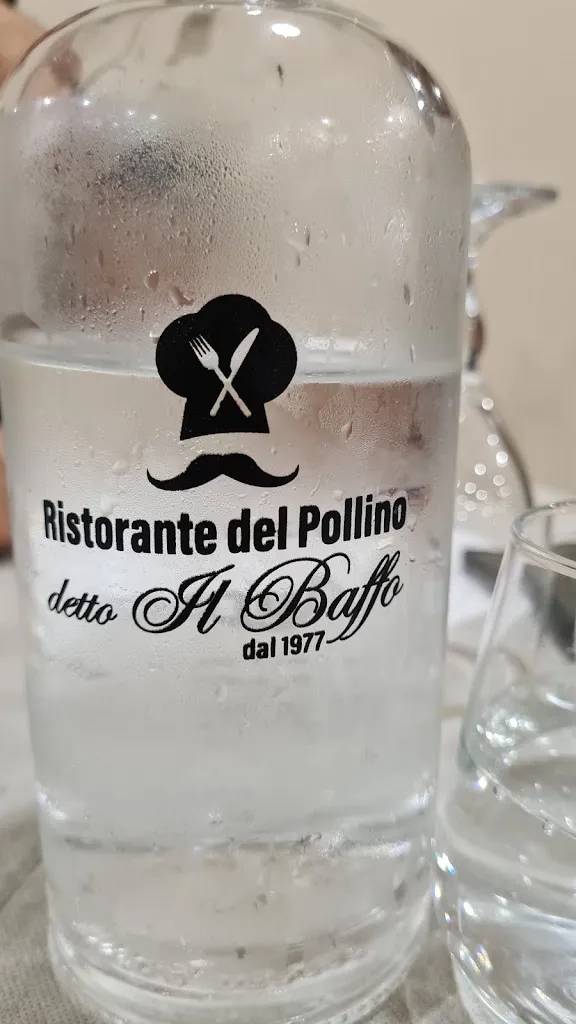 Ristorante del Pollino
detto Il Baffo
dal 1977